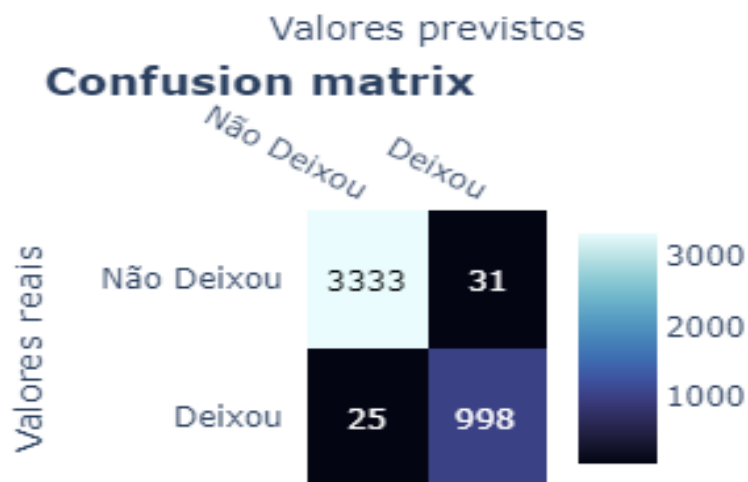 Valores previstos
Confusion matrix
Não Deixou
Deixou
Valores reais
Não Deixou
3333
31
Deixou
25
998
3000
2000
1000